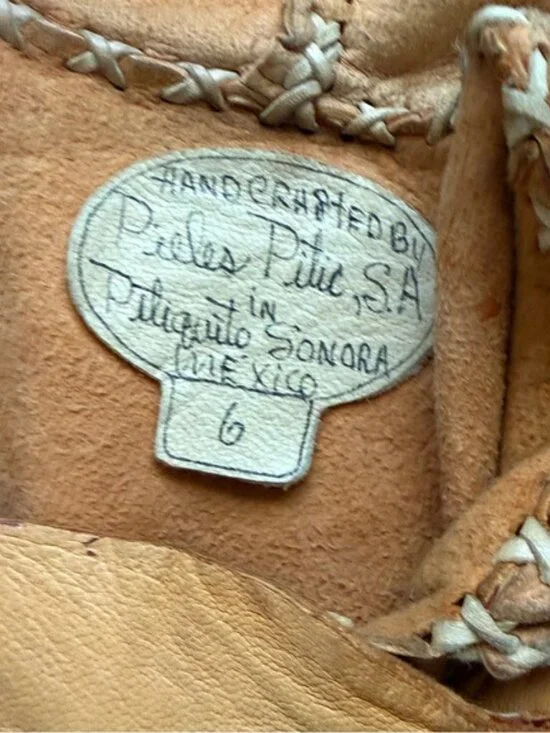 HANDCRAFTED BY
Pieles Pitic, S.A
IN
Pitiquito SONORA
MEXICO
6